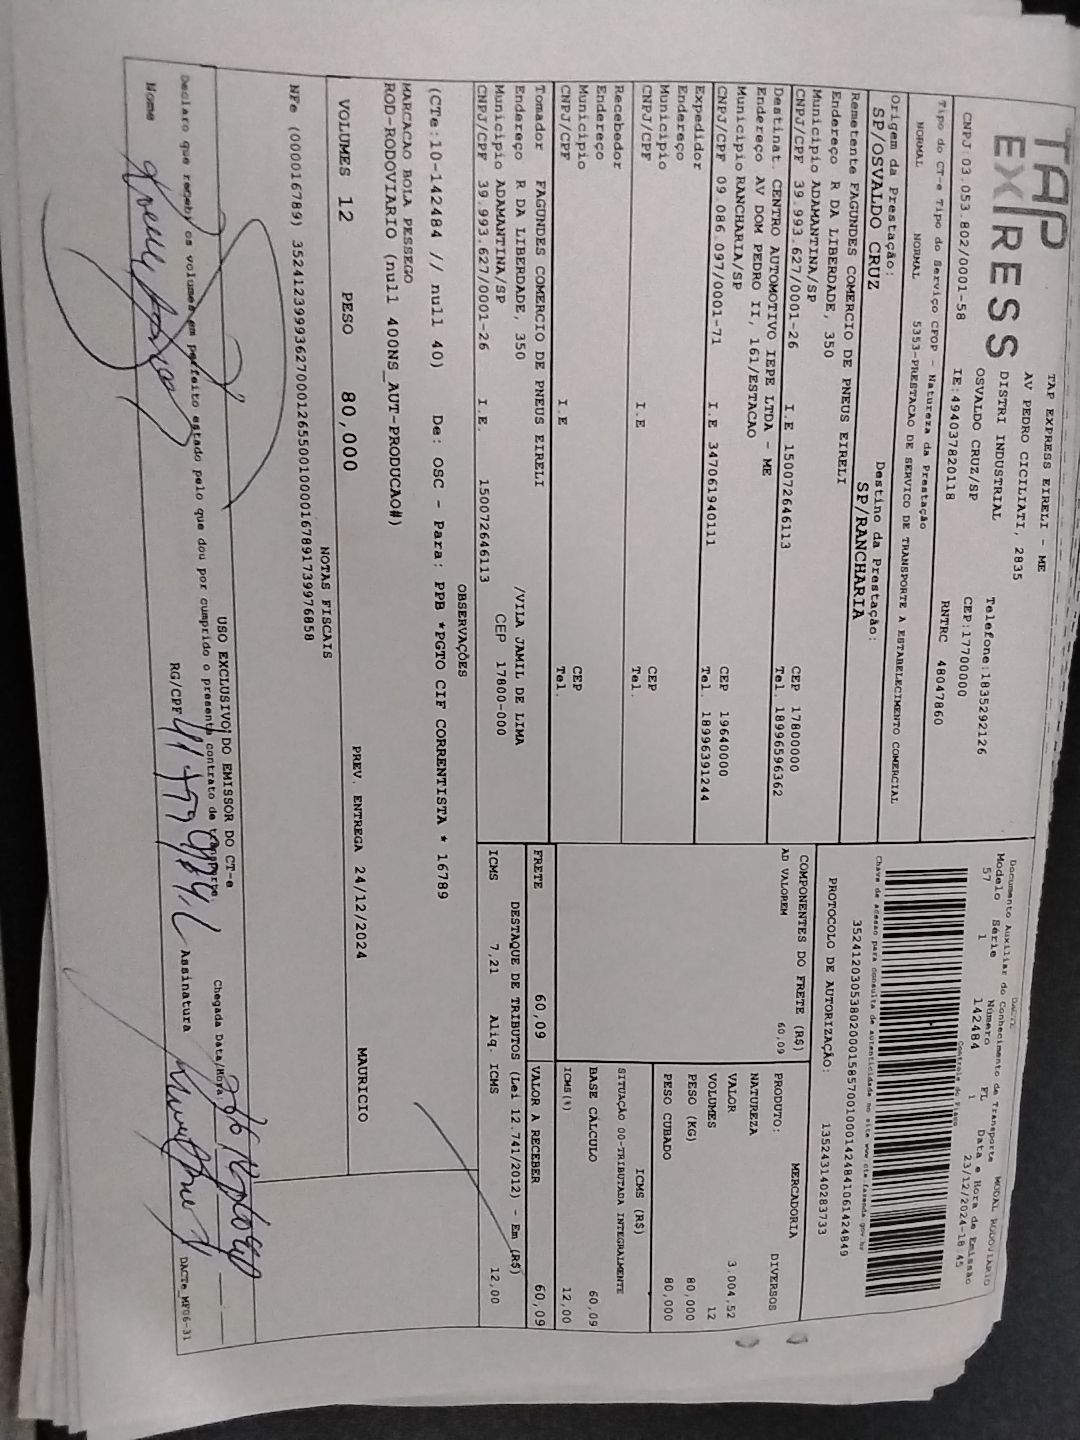 TAP
EXPRESS
TAP EXPRESS EIRELI - ME
AV PEDRO CICILIATI, 2835
DISTRI INDUSTRIAL
OSVALDO CRUZ/SP
Telefone:1835292126
CEP:17700000
CNPJ:03.053.802/0001-58
IE:494037820118
RNTRC 48047860
DACTE
MODAL RODOVIARIO
Documento Auxiliar do Conhecimento de Transporte
Modelo Série Número FL Data e Hora de Emissão
57 1 142484 1 23/12/2024-18:45
Controle do Fisco
Chave de acesso para consulta de autenticidade no site www.cte.fazenda.gov.br
35241203053802000158570010001424841061424849
PROTOCOLO DE AUTORIZAÇÃO: 135243140283733
Tipo do CT-e Tipo do Serviço CFOP - Natureza da Prestação
NORMAL NORMAL 5353-PRESTACAO DE SERVICO DE TRANSPORTE A ESTABELECIMENTO COMERCIAL
Origem da Prestação: Destino da Prestação:
SP/OSVALDO CRUZ SP/RANCHARIA
Remetente FAGUNDES COMERCIO DE PNEUS EIRELI
Endereço R DA LIBERDADE, 350
Município ADAMANTINA/SP CEP 17800000
CNPJ/CPF 39.993.627/0001-26 I.E 150072646113 Tel. 18996596362
Destinat. CENTRO AUTOMOTIVO IEPE LTDA - ME
Endereço AV DOM PEDRO II, 161/ESTACAO
Município RANCHARIA/SP CEP 19640000
CNPJ/CPF 09.086.097/0001-71 I.E 347061940111 Tel. 18996391244
Expedidor
Endereço
Município CEP
CNPJ/CPF I.E Tel.
Recebedor
Endereço
Município CEP
CNPJ/CPF I.E Tel.
Tomador FAGUNDES COMERCIO DE PNEUS EIRELI
Endereço R DA LIBERDADE, 350 /VILA JAMIL DE LIMA
Município ADAMANTINA/SP CEP 17800-000
CNPJ/CPF 39.993.627/0001-26 I.E. 150072646113
COMPONENTES DO FRETE (R$)
AD VALOREM 60,09
PRODUTO: MERCADORIA
NATUREZA DIVERSOS
VALOR 3.004,52
VOLUMES 12
PESO (KG) 80,000
PESO CUBADO 80,000
ICMS (R$)
SITUAÇÃO 00-TRIBUTADA INTEGRALMENTE
BASE CÁLCULO 60,09
ICMS(%) 12,00
FRETE 60,09 VALOR A RECEBER 60,09
DESTAQUE DE TRIBUTOS (Lei 12.741/2012) - Em (R$)
ICMS 7,21 Aliq. ICMS 12,00
OBSERVAÇÕES
(CTe:10-142484 // null 40) De: OSC - Para: PPB *PGTO CIF CORRENTISTA * 16789
MARCACAO BOIA PESSEGO
ROD-RODOVIARIO (null 400NS_AUT-PRODUCAO#)
VOLUMES 12 PESO 80,000 PREV. ENTREGA 24/12/2024 MAURICIO
NOTAS FISCAIS
NFe (000016789) 35241239993627000126550010000167891739976858
USO EXCLUSIVO DO EMISSOR DO CT-e
Declaro que recebi os volumes em perfeito estado pelo que dou por cumprido o presente contrato de transporte.
Chegada Data/Hora
Nome RG/CPF Assinatura
DACTe_MF06-31